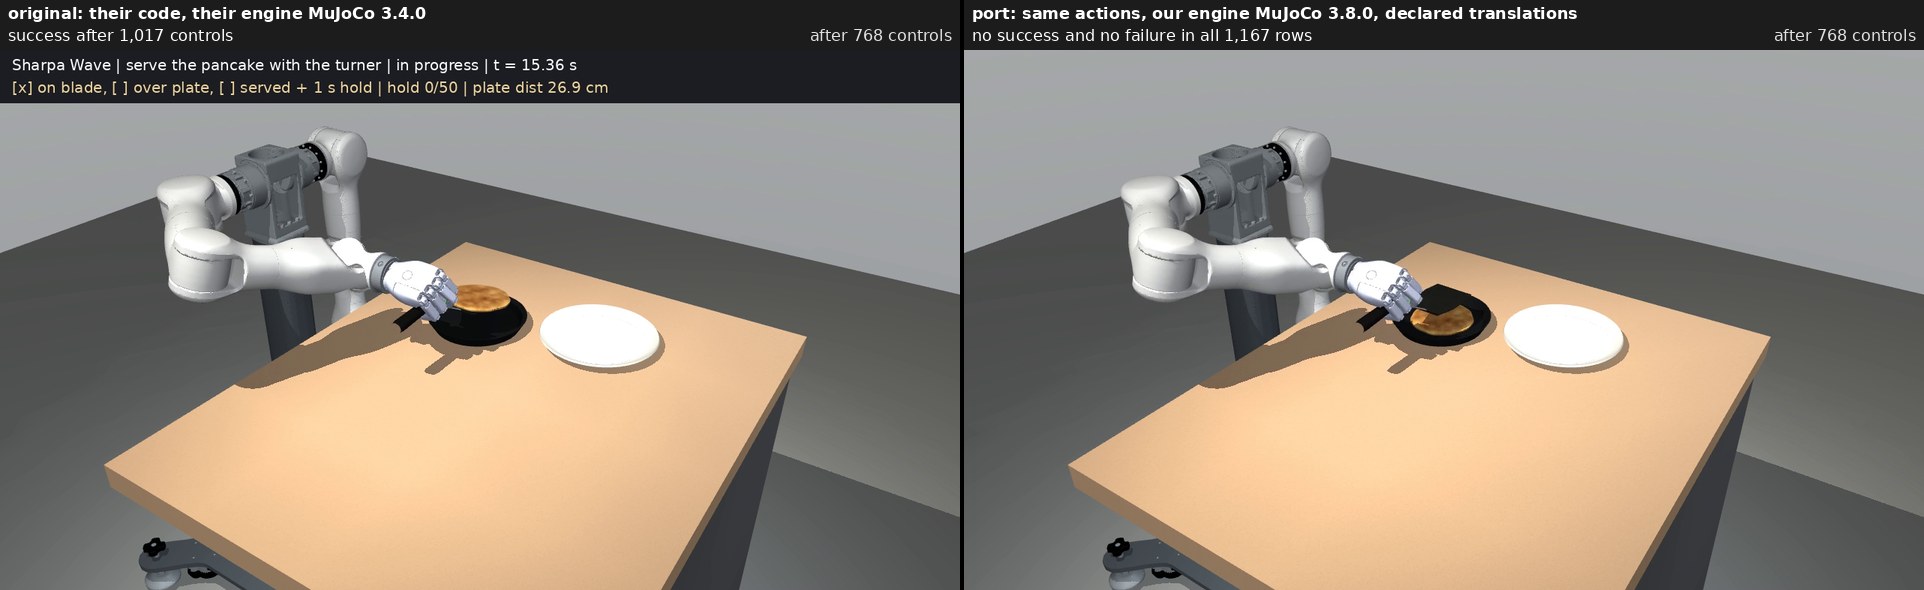 original: their code, their engine MuJoCo 3.4.0
success after 1,017 controls
after 768 controls
Sharpa Wave | serve the pancake with the turner | in progress | t = 15.36 s
[x] on blade, [ ] over plate, [ ] served + 1 s hold | hold 0/50 | plate dist 26.9 cm
port: same actions, our engine MuJoCo 3.8.0, declared translations
no success and no failure in all 1,167 rows
after 768 controls